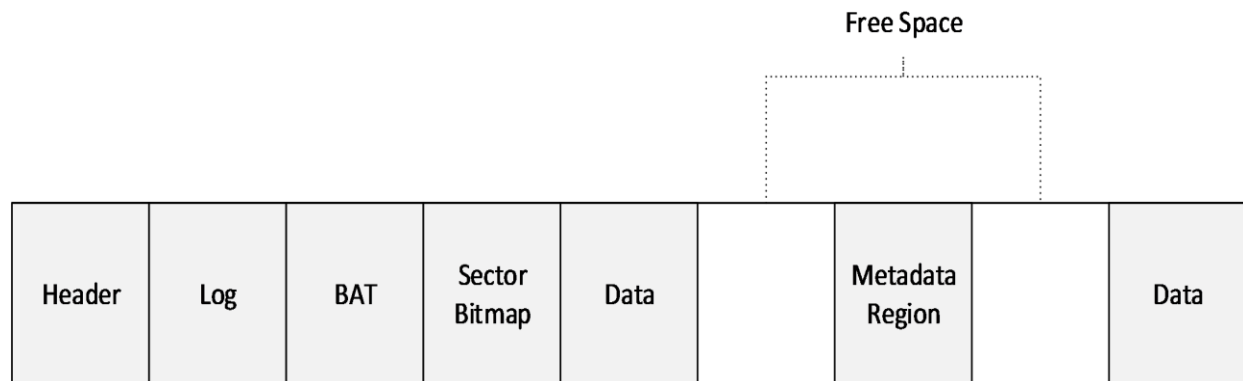 Free Space
Header
Log
BAT
Sector
Bitmap
Data
Metadata
Region
Data